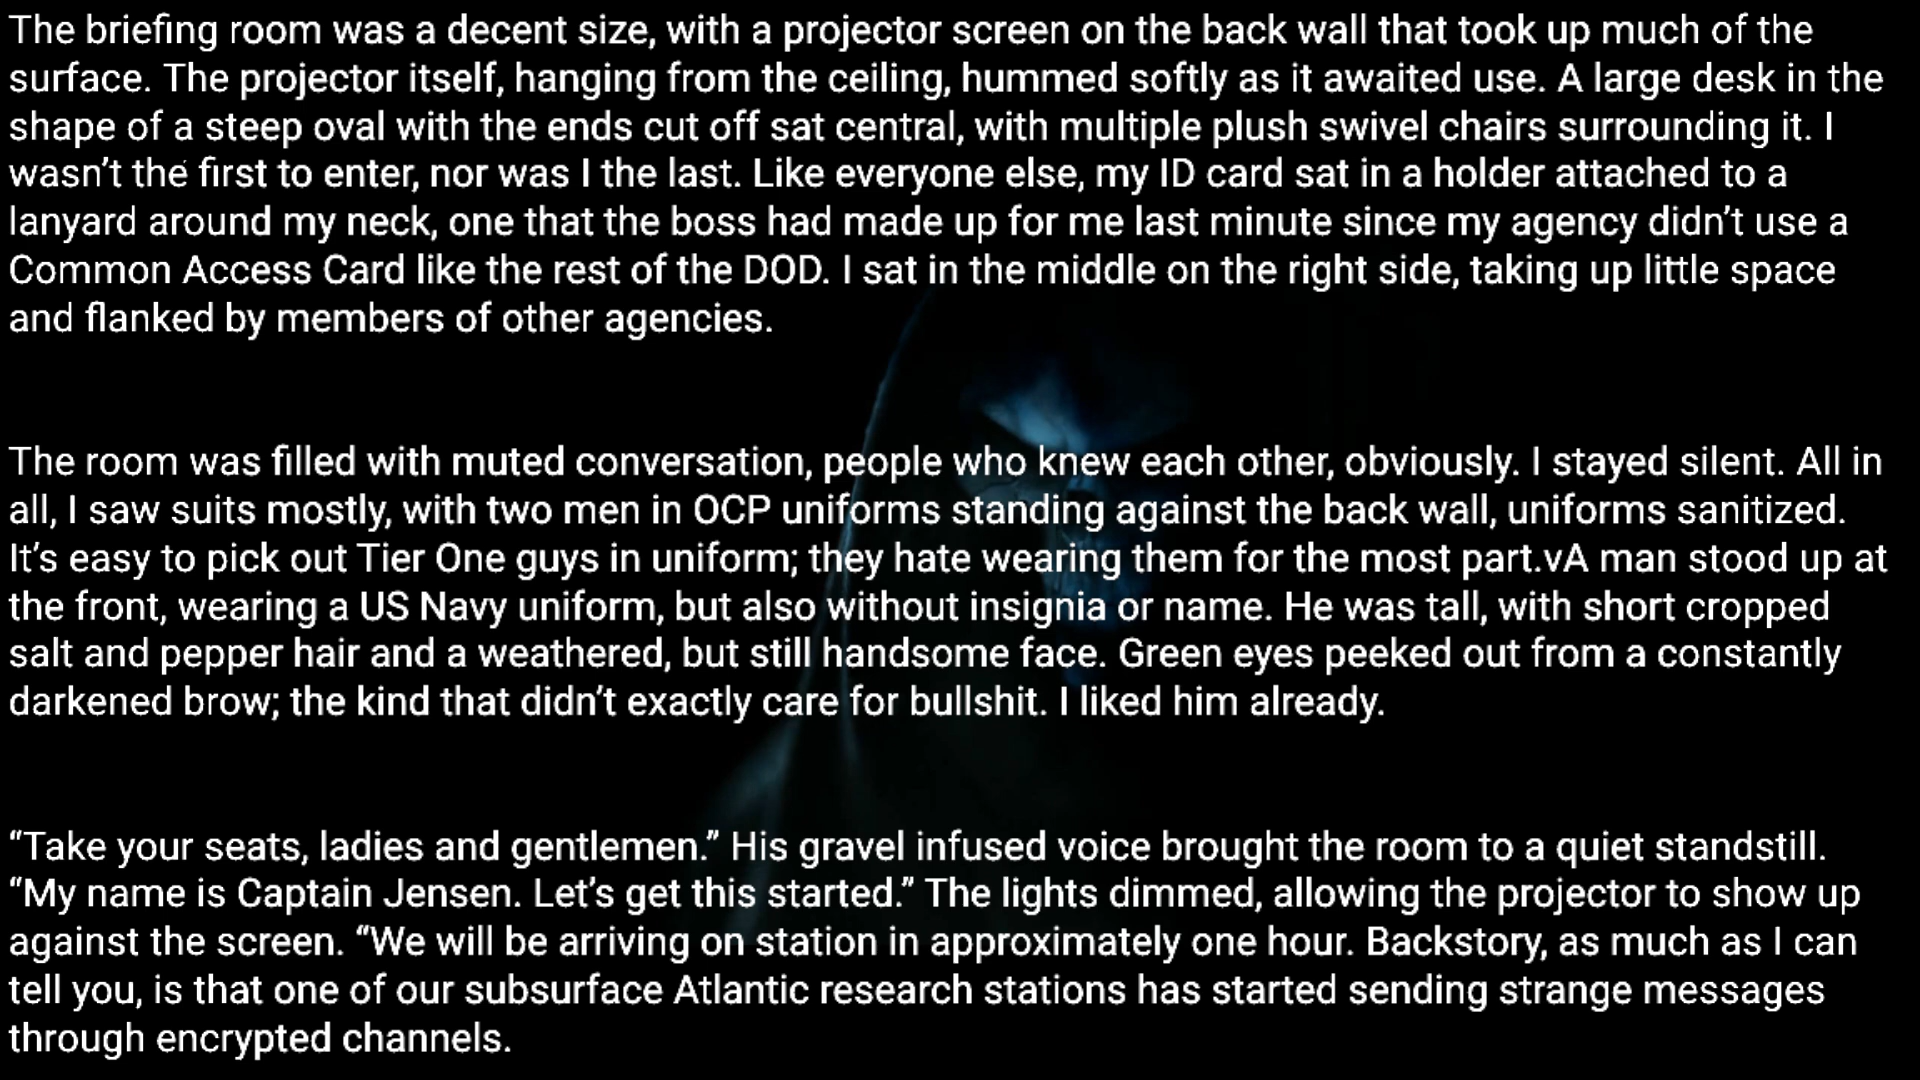 The briefing room was a decent size, with a projector screen on the back wall that took up much of the
surface. The projector itself, hanging from the ceiling, hummed softly as it awaited use. A large desk in the
shape of a steep oval with the ends cut off sat central, with multiple plush swivel chairs surrounding it. I
wasn’t the first to enter, nor was I the last. Like everyone else, my ID card sat in a holder attached to a
lanyard around my neck, one that the boss had made up for me last minute since my agency didn’t use a
Common Access Card like the rest of the DOD. I sat in the middle on the right side, taking up little space
and flanked by members of other agencies.
The room was filled with muted conversation, people who knew each other, obviously. I stayed silent. All in
all, I saw suits mostly, with two men in OCP uniforms standing against the back wall, uniforms sanitized.
It’s easy to pick out Tier One guys in uniform; they hate wearing them for the most part.vA man stood up at
the front, wearing a US Navy uniform, but also without insignia or name. He was tall, with short cropped
salt and pepper hair and a weathered, but still handsome face. Green eyes peeked out from a constantly
darkened brow; the kind that didn’t exactly care for bullshit. I liked him already.
“Take your seats, ladies and gentlemen.” His gravel infused voice brought the room to a quiet standstill.
“My name is Captain Jensen. Let’s get this started.” The lights dimmed, allowing the projector to show up
against the screen. “We will be arriving on station in approximately one hour. Backstory, as much as I can
tell you, is that one of our subsurface Atlantic research stations has started sending strange messages
through encrypted channels.